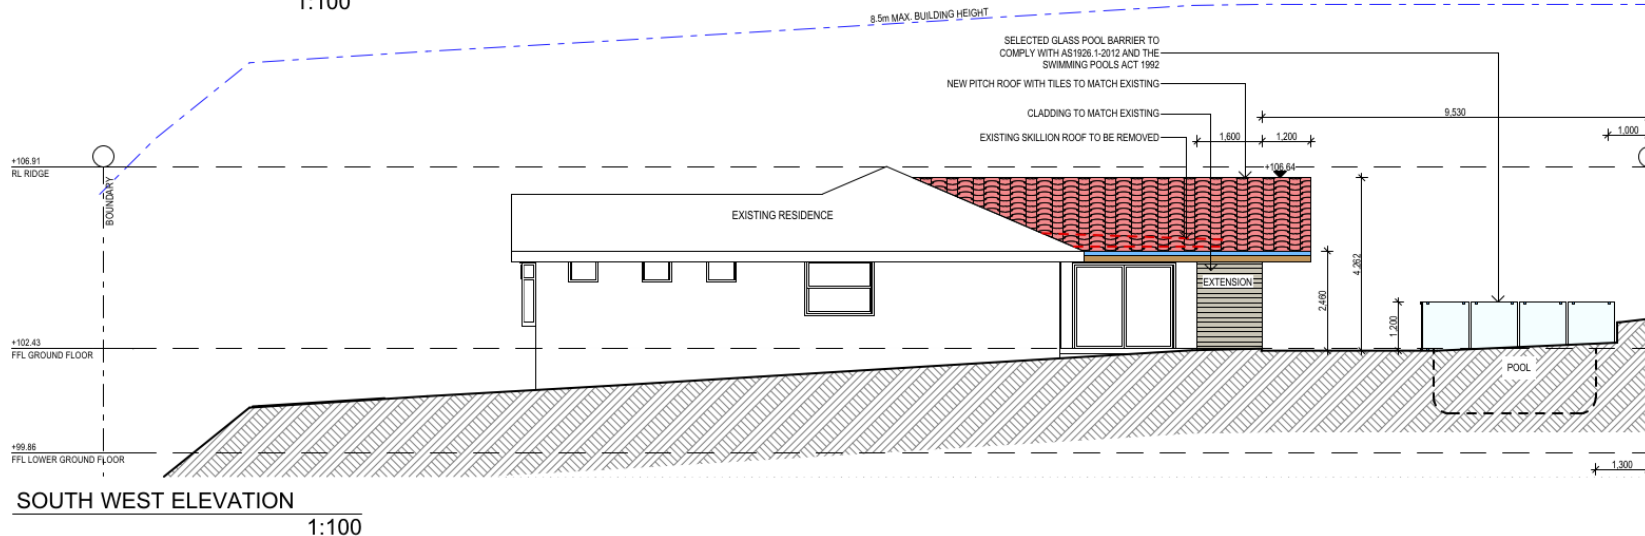 1:100
8.5m MAX. BUILDING HEIGHT
SELECTED GLASS POOL BARRIER TO
COMPLY WITH AS1926.1-2012 AND THE
SWIMMING POOLS ACT 1992
NEW PITCH ROOF WITH TILES TO MATCH EXISTING
CLADDING TO MATCH EXISTING
9,530
1,000
EXISTING SKILLION ROOF TO BE REMOVED
1,600
1,200
+106.91
RL RIDGE
+106.64
BOUNDARY
EXISTING RESIDENCE
4,262
EXTENSION
2,460
1,200
+102.43
FFL GROUND FLOOR
POOL
+99.86
FFL LOWER GROUND FLOOR
1,300
SOUTH WEST ELEVATION
1:100